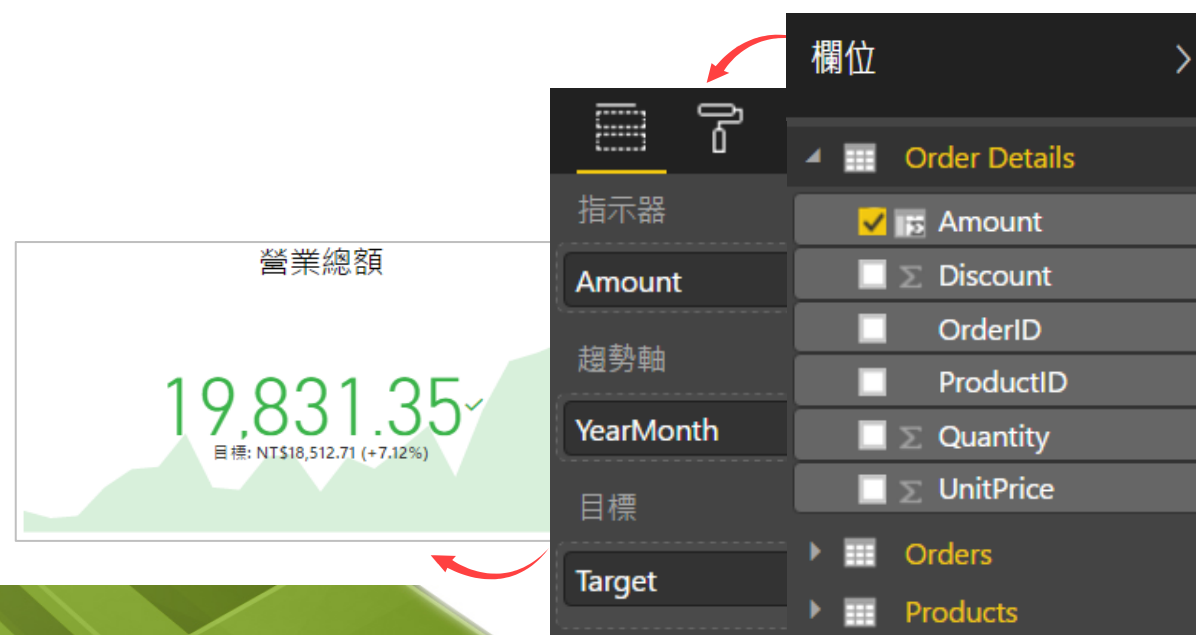 營業總額
19,831.35
目標: NT$18,512.71 (+7.12%)
指示器
Amount
趨勢軸
YearMonth
目標
Target
欄位
Order Details
Amount
Discount
OrderID
ProductID
Quantity
UnitPrice
Orders
Products